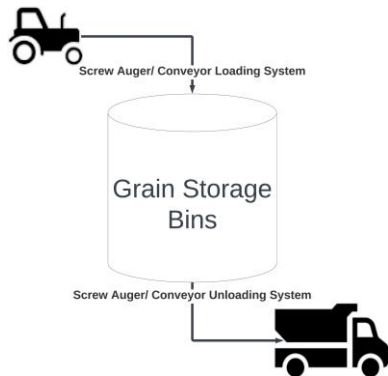 Screw Auger/ Conveyor Loading System
Grain Storage
Bins
Screw Auger/ Conveyor Unloading System